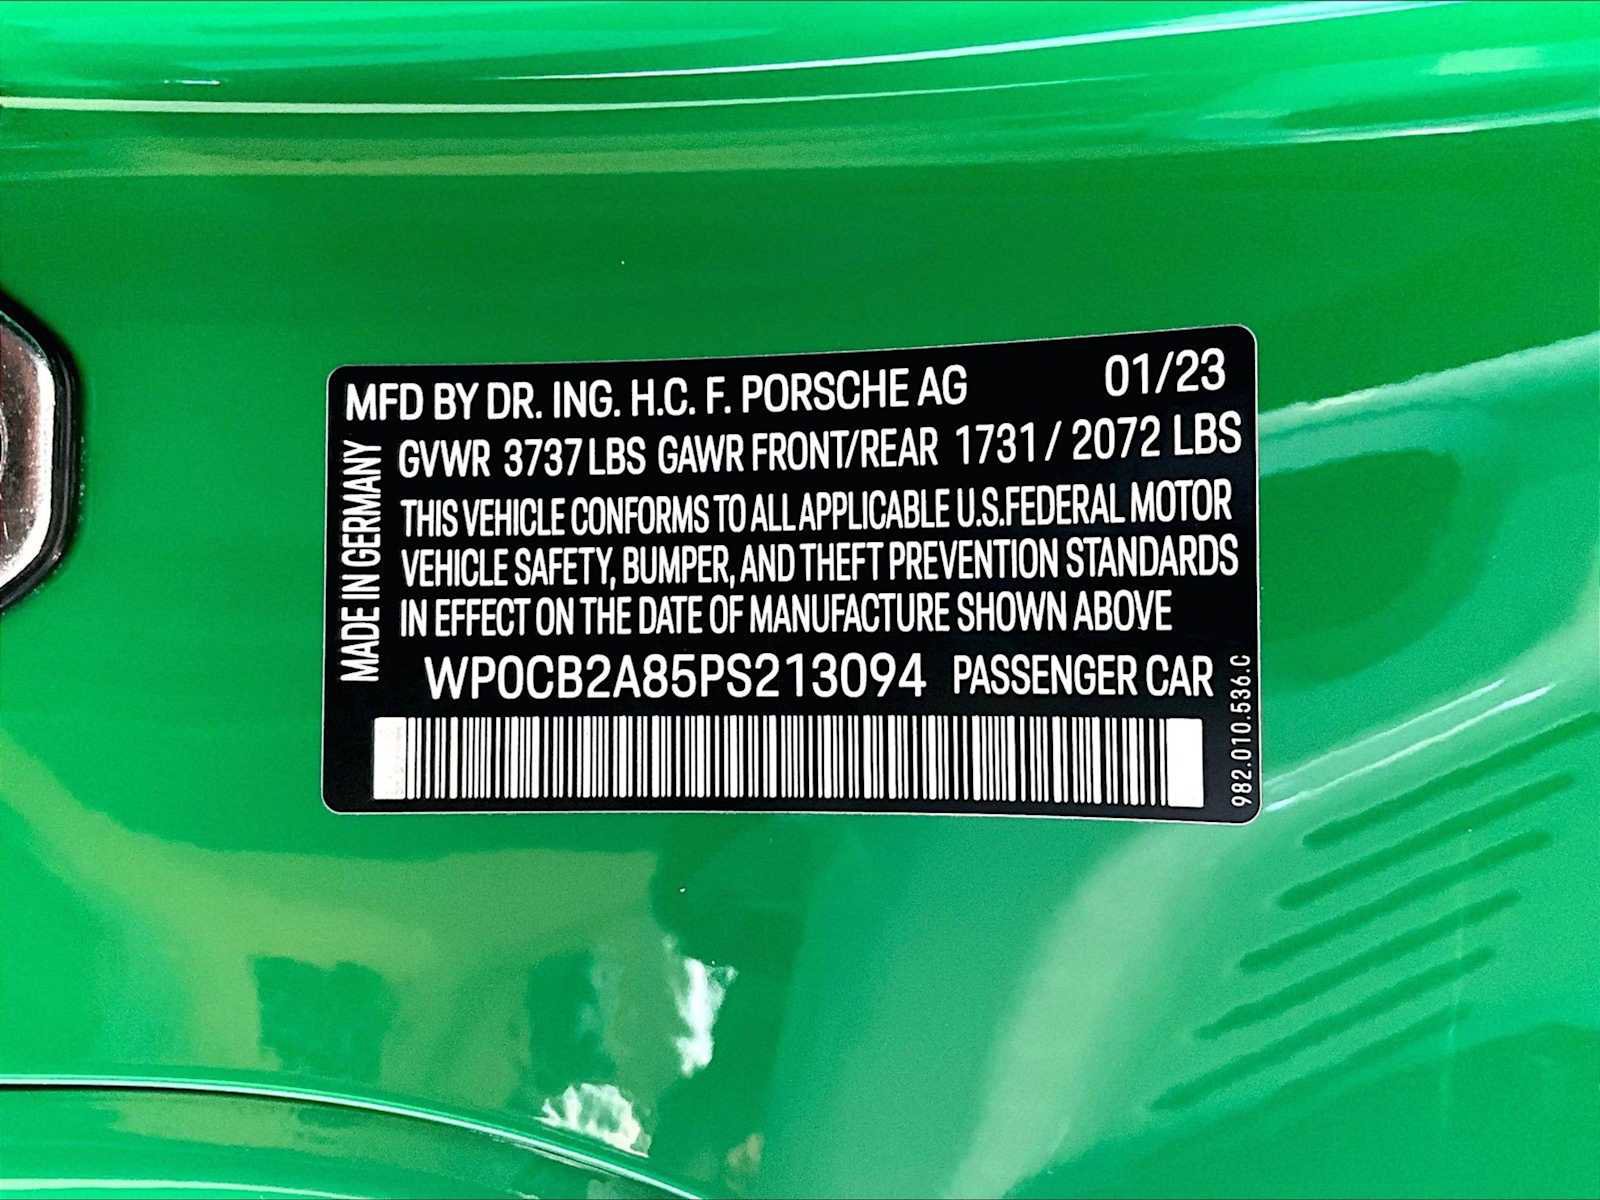 MFD BY DR. ING. H.C. F. PORSCHE AG 01/23
GVWR 3737 LBS GAWR FRONT/REAR 1731 / 2072 LBS
THIS VEHICLE CONFORMS TO ALL APPLICABLE U.S.FEDERAL MOTOR
VEHICLE SAFETY, BUMPER, AND THEFT PREVENTION STANDARDS
IN EFFECT ON THE DATE OF MANUFACTURE SHOWN ABOVE
WP0CB2A85PS213094 PASSENGER CAR
MADE IN GERMANY
982.010.536.C